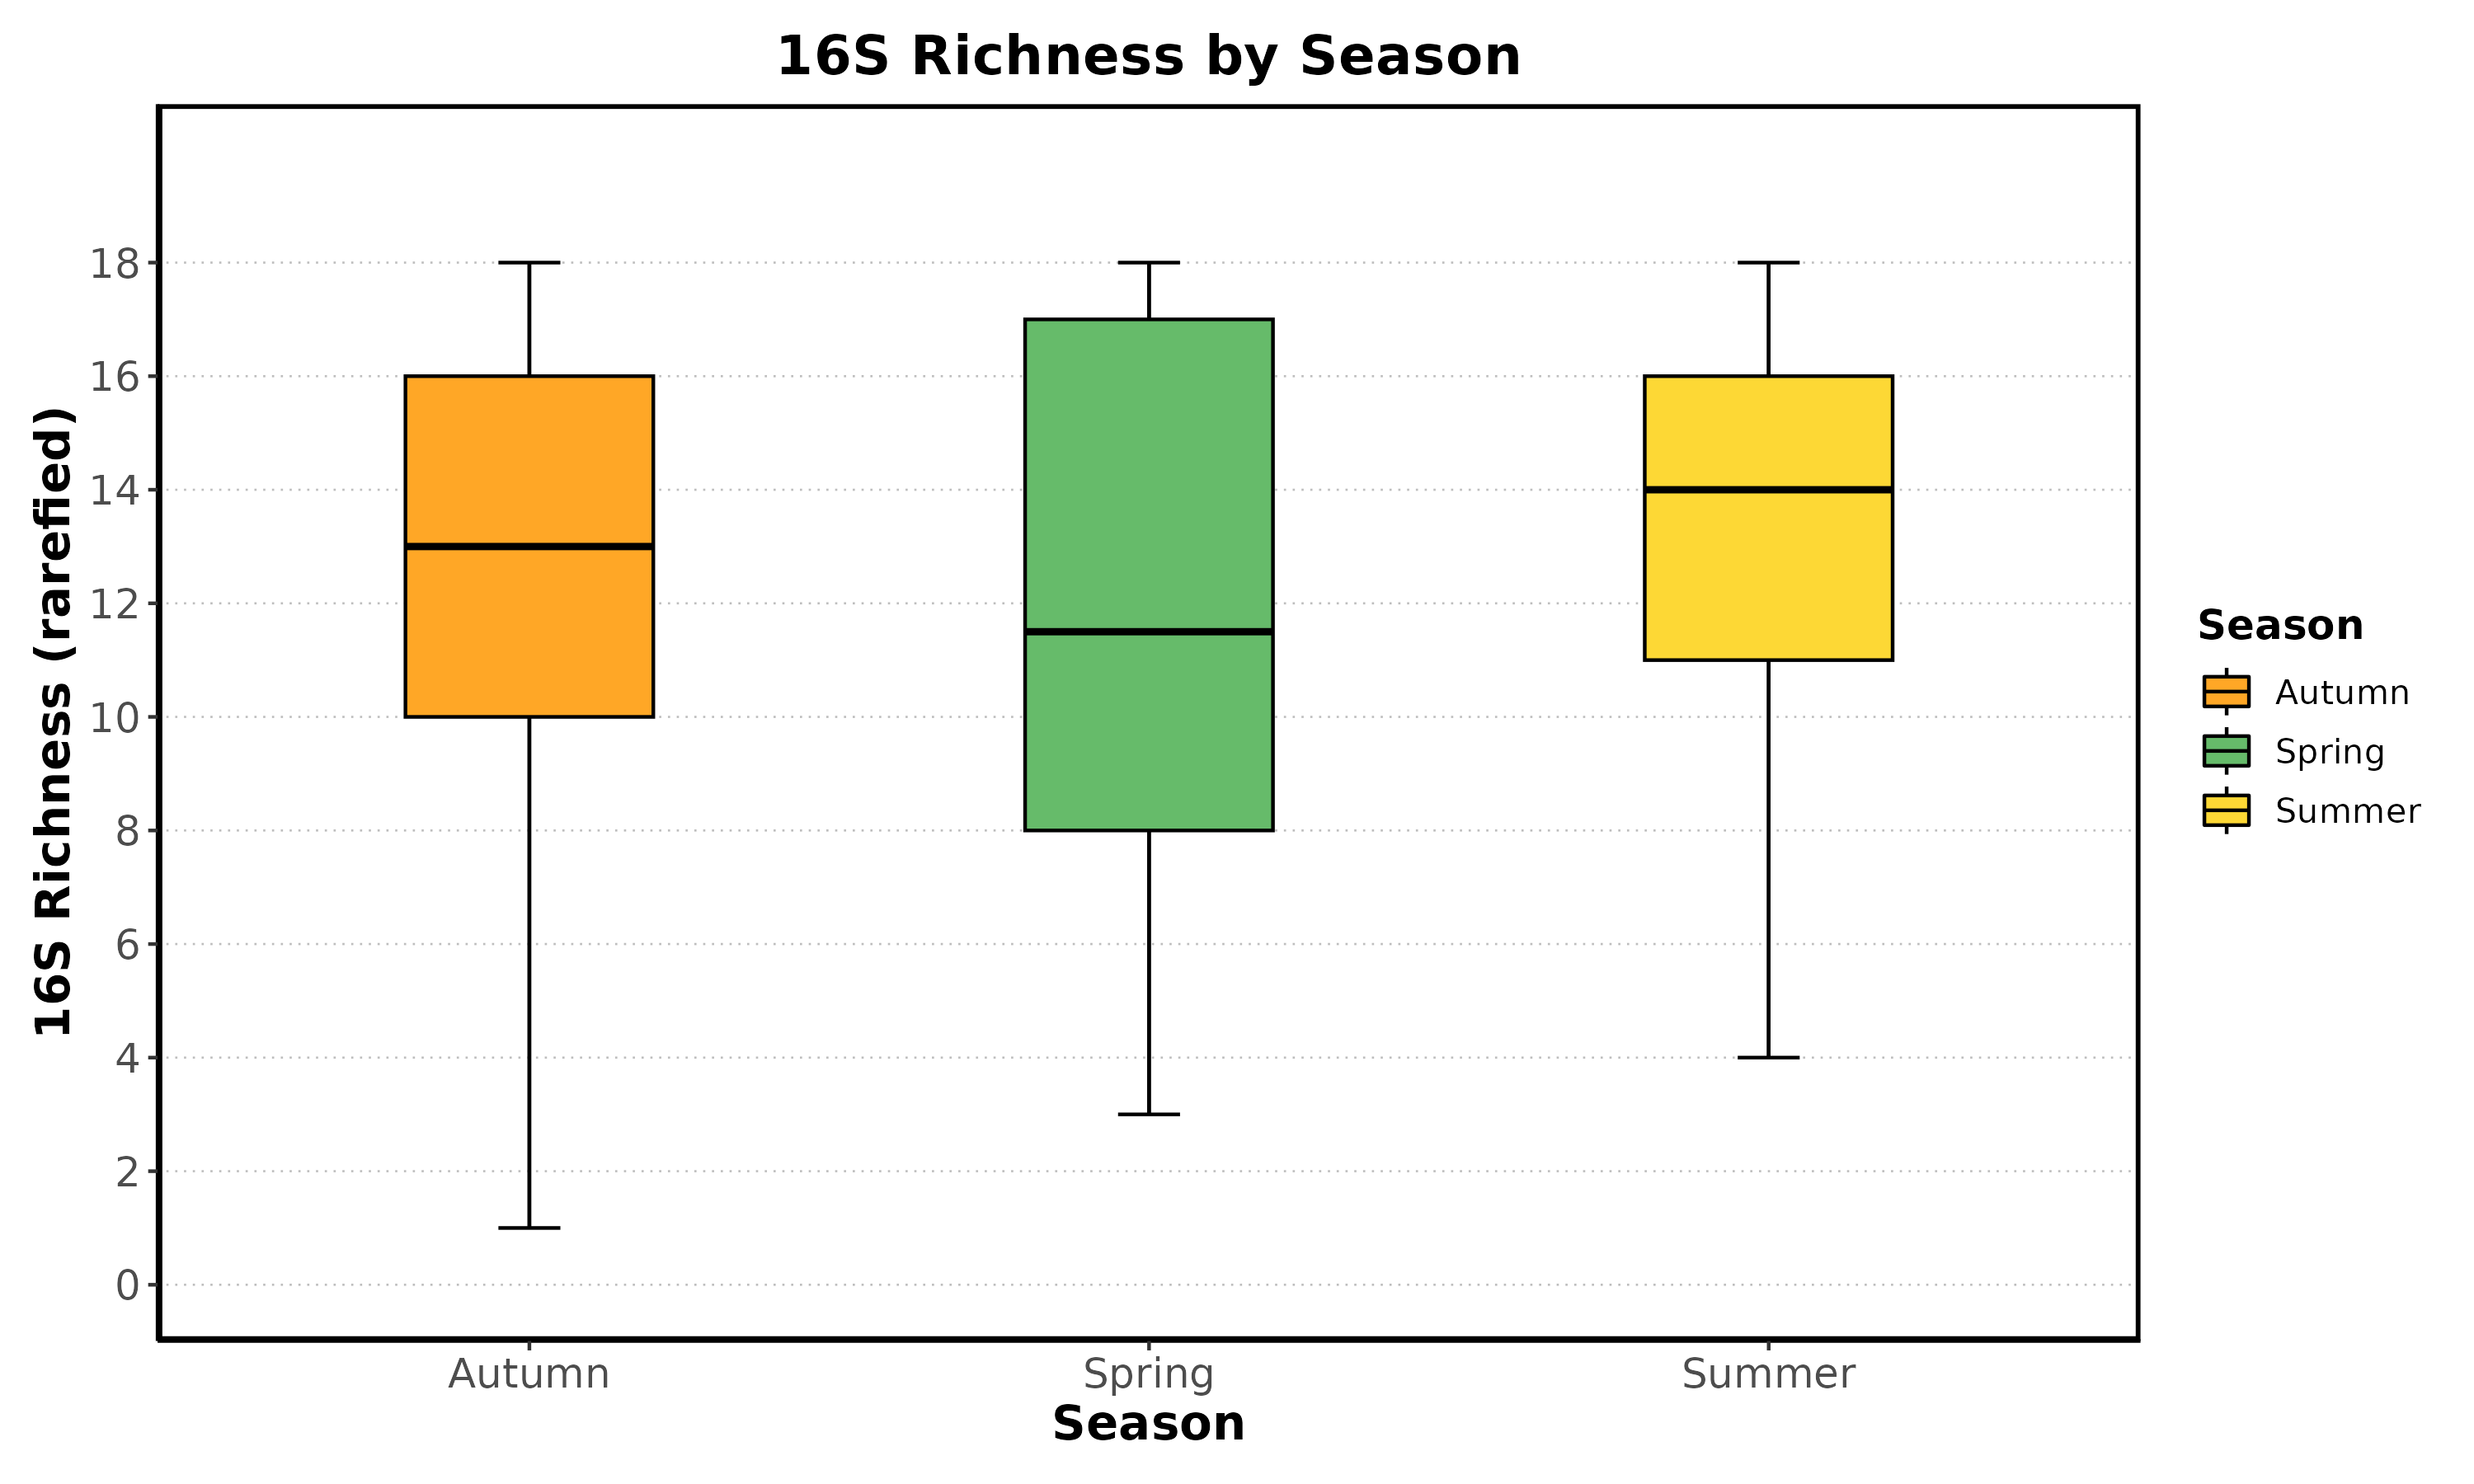 16S Richness by Season
16S Richness (rarefied)
18
16
14
12
10
8
6
4
2
0
Autumn
Spring
Summer
Season
Season
Autumn
Spring
Summer